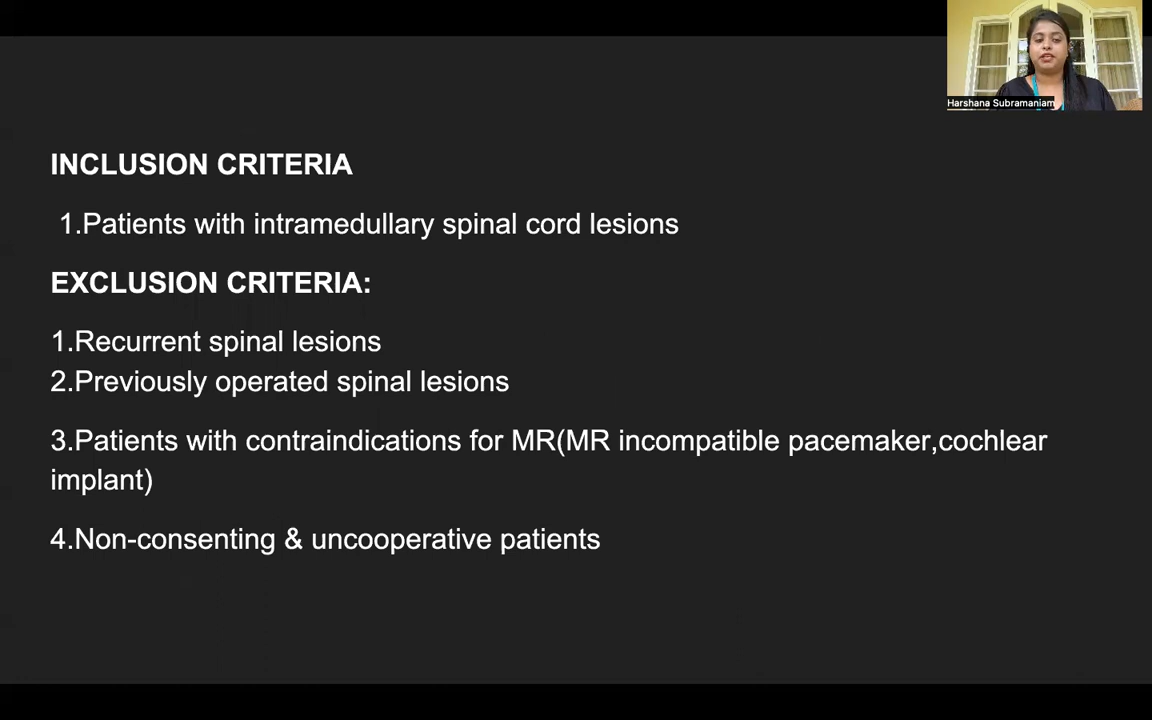 Harshana Subramaniam
INCLUSION CRITERIA
1.Patients with intramedullary spinal cord lesions
EXCLUSION CRITERIA:
1.Recurrent spinal lesions
2.Previously operated spinal lesions
3.Patients with contraindications for MR(MR incompatible pacemaker,cochlear
implant)
4.Non-consenting & uncooperative patients